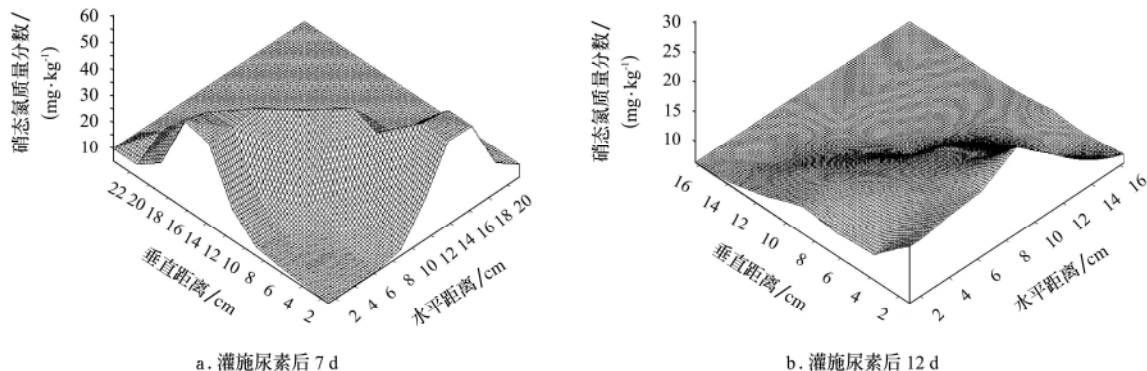 硝态氮质量分数/
(mg·kg⁻¹)
60
50
40
30
20
10
22 20 18 16 14 12 10 8 6 4 2
垂直距离/cm
2 4 6 8 10 12 14 16 18 20
水平距离/cm
a. 灌施尿素后 7 d
硝态氮质量分数/
(mg·kg⁻¹)
30
25
20
15
10
16 14 12 10 8 6 4 2
垂直距离/cm
2 4 6 8 10 12 14 16
水平距离/cm
b. 灌施尿素后 12 d